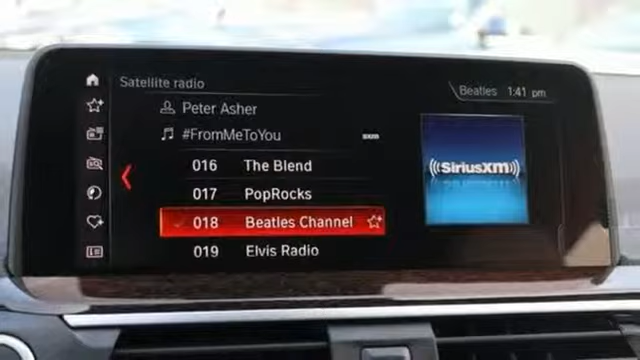 Satellite radio
Beatles 1:41 pm
Peter Asher
#FromMeToYou
sxm
016 The Blend
017 PopRocks
018 Beatles Channel
019 Elvis Radio
((SiriusXM))